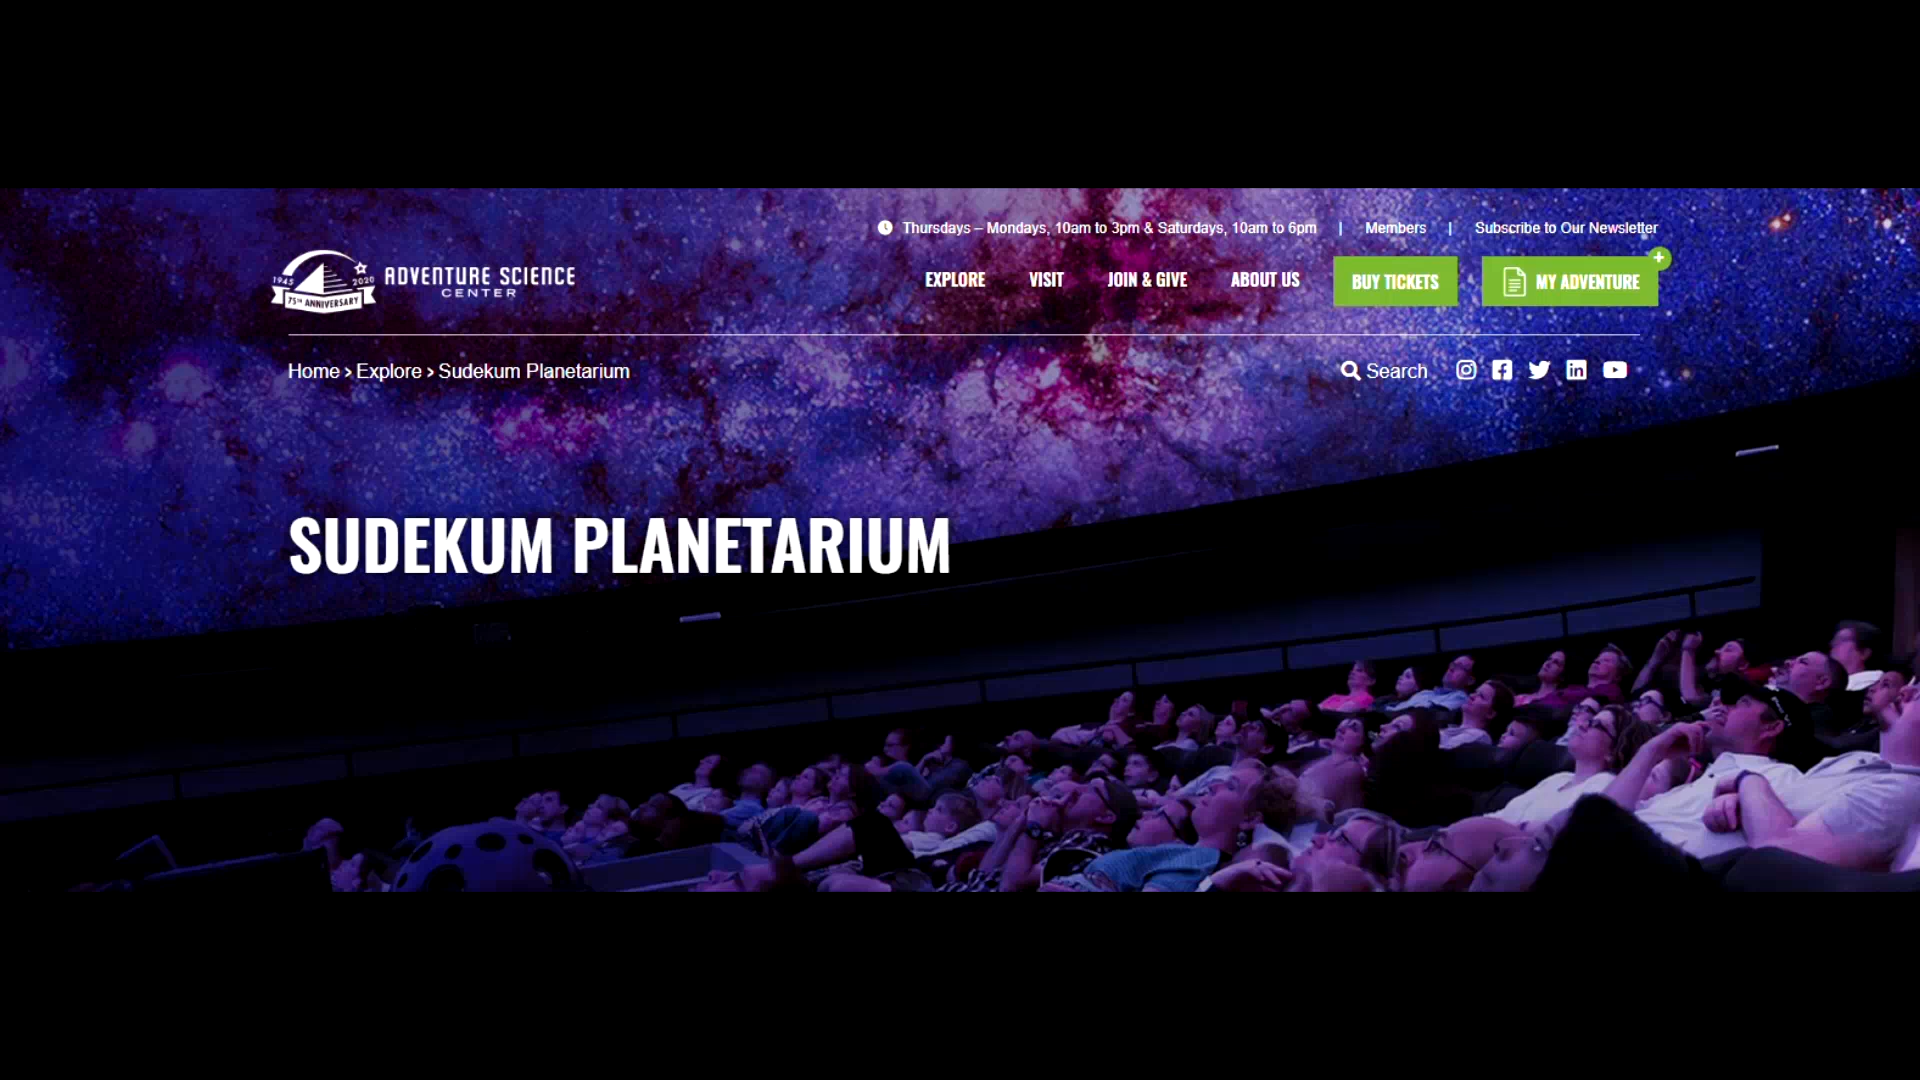 Thursdays – Mondays, 10am to 3pm & Saturdays, 10am to 6pm | Members | Subscribe to Our Newsletter
1945 2020
75TH ANNIVERSARY
ADVENTURE SCIENCE
CENTER
EXPLORE VISIT JOIN & GIVE ABOUT US BUY TICKETS MY ADVENTURE +
Home › Explore › Sudekum Planetarium
Search
SUDEKUM PLANETARIUM